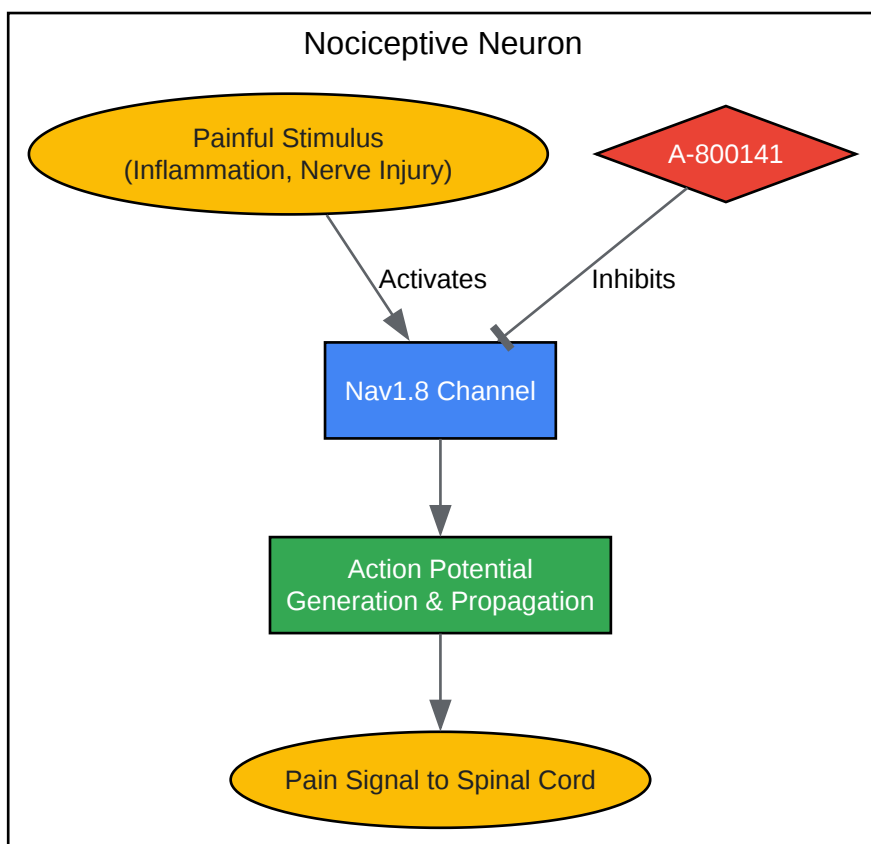 Nociceptive Neuron
Painful Stimulus
(Inflammation, Nerve Injury)
A-800141
Activates
Inhibits
Nav1.8 Channel
Action Potential
Generation & Propagation
Pain Signal to Spinal Cord